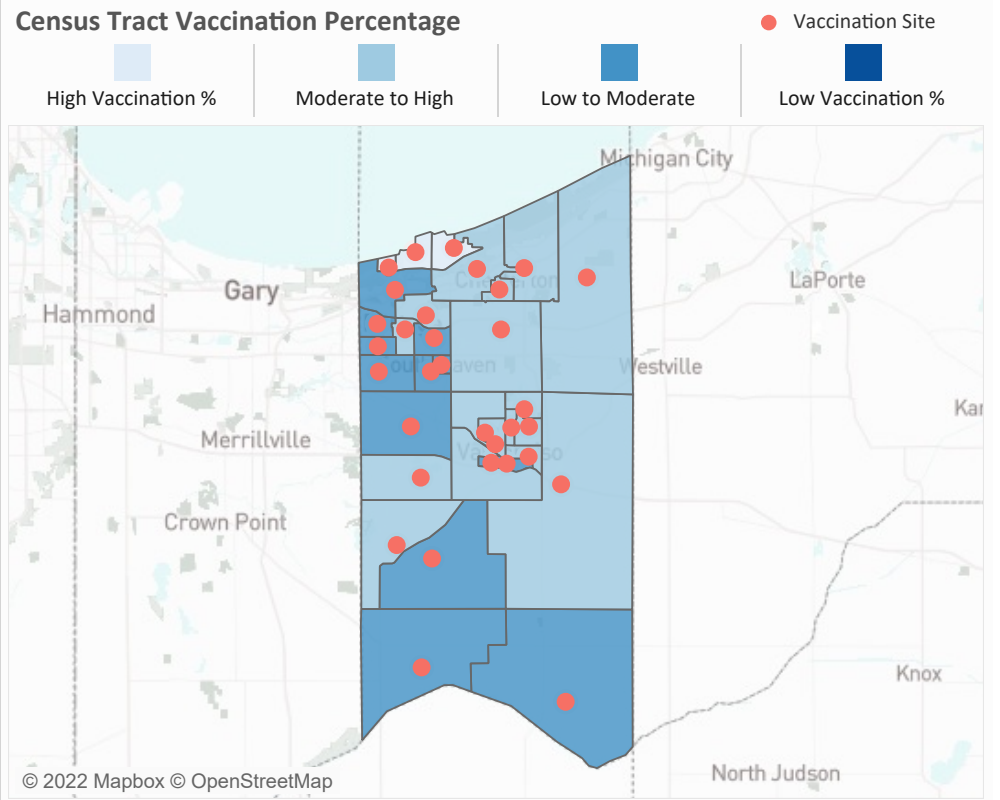 Census Tract Vaccination Percentage
Vaccination Site
High Vaccination %
Moderate to High
Low to Moderate
Low Vaccination %
Michigan City
Gary
Hammond
LaPorte
Westville
Merrillville
Crown Point
Knox
North Judson
© 2022 Mapbox © OpenStreetMap